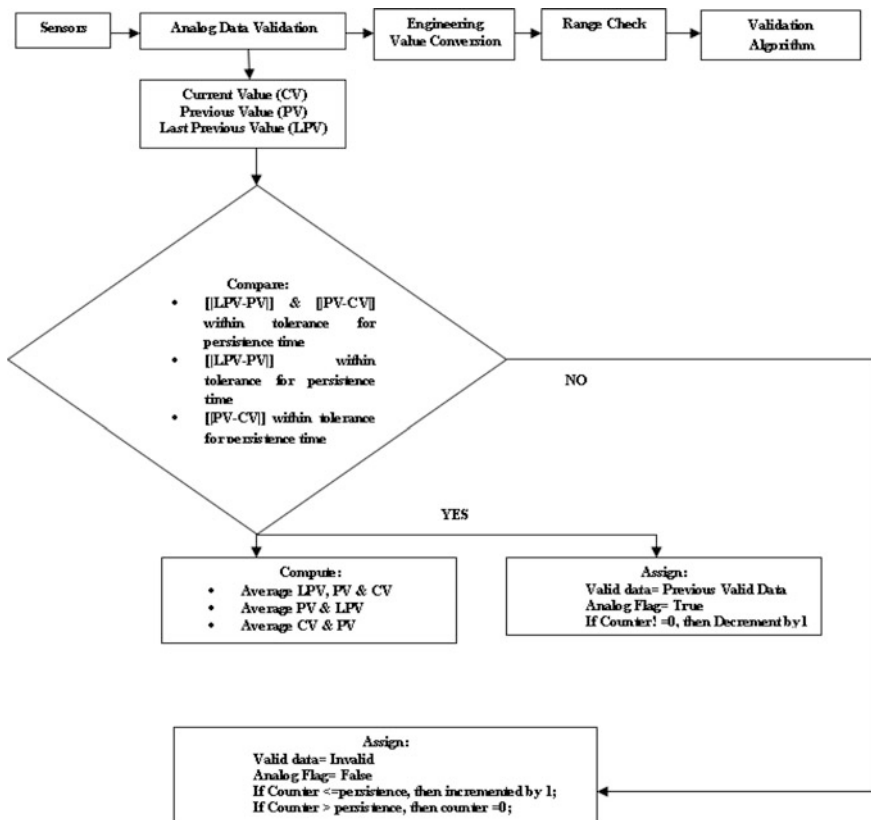 Sensors
Analog Data Validation
Engineering
Value Conversion
Range Check
Validation
Algorithm
Current Value (CV)
Previous Value (PV)
Last Previous Value (LPV)
Compare:
• [|LPV-PV|] & [|PV-CV|]
within tolerance for
persistence time
• [|LPV-PV|] within
tolerance for persistence
time
• [|PV-CV|] within tolerance
for persistence time
NO
YES
Compute:
• Average LPV, PV & CV
• Average PV & LPV
• Average CV & PV
Assign:
Valid data= Previous Valid Data
Analog Flag= True
If Counter! =0, then Decrement by1
Assign:
Valid data= Invalid
Analog Flag= False
If Counter <=persistence, then incremented by 1;
If Counter > persistence, then counter =0;